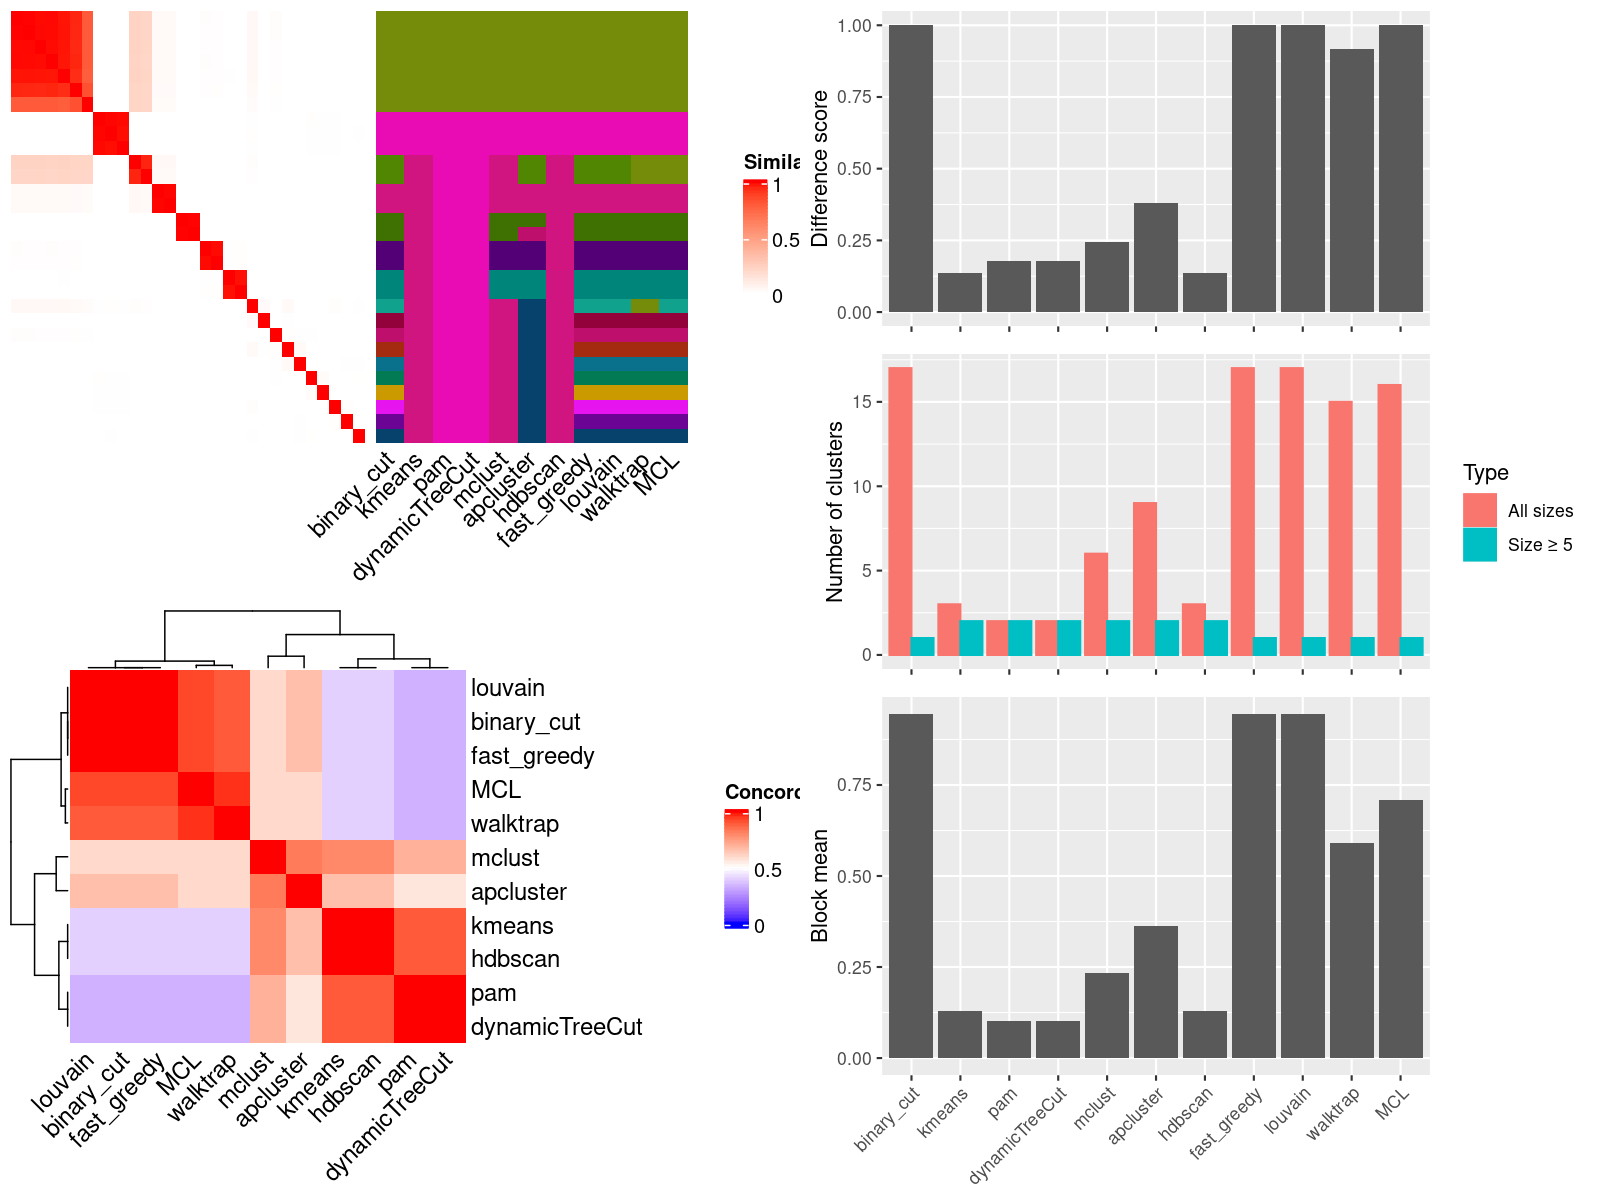 Simila
1
0.5
0
binary_cut
kmeans
pam
dynamicTreeCut
mclust
apcluster
hdbscan
fast_greedy
louvain
walktrap
MCL
louvain
binary_cut
fast_greedy
MCL
walktrap
mclust
apcluster
kmeans
hdbscan
pam
dynamicTreeCut
Concord
1
0.5
0
louvain
binary_cut
fast_greedy
MCL
walktrap
mclust
apcluster
kmeans
hdbscan
pam
dynamicTreeCut
Difference score
1.00
0.75
0.50
0.25
0.00
Number of clusters
15
10
5
0
Type
All sizes
Size ≥ 5
Block mean
0.75
0.50
0.25
0.00
binary_cut
kmeans
pam
dynamicTreeCut
mclust
apcluster
hdbscan
fast_greedy
louvain
walktrap
MCL